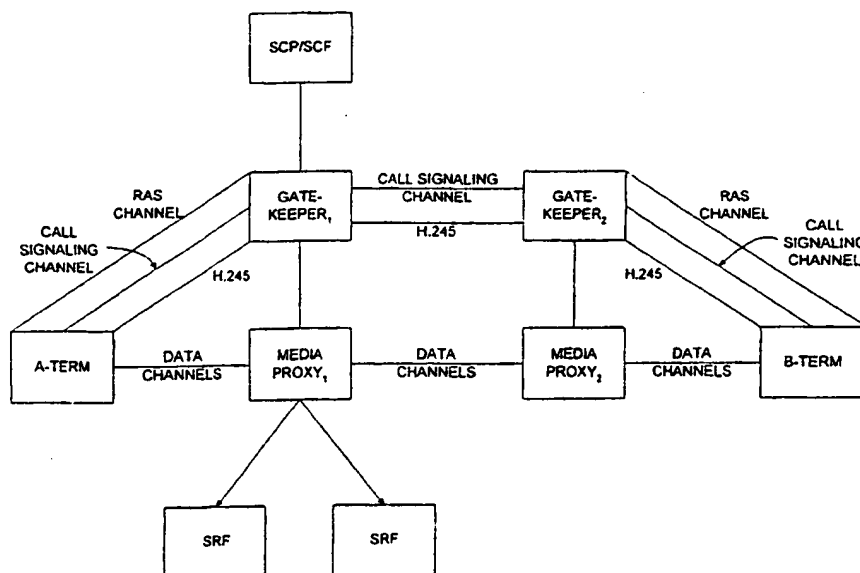 SCP/SCF
RAS
CHANNEL
CALL
SIGNALING
CHANNEL
H.245
GATE-
KEEPER₁
CALL SIGNALING
CHANNEL
H.245
GATE-
KEEPER₂
RAS
CHANNEL
CALL
SIGNALING
CHANNEL
H.245
A-TERM
DATA
CHANNELS
MEDIA
PROXY₁
DATA
CHANNELS
MEDIA
PROXY₂
DATA
CHANNELS
B-TERM
SRF
SRF